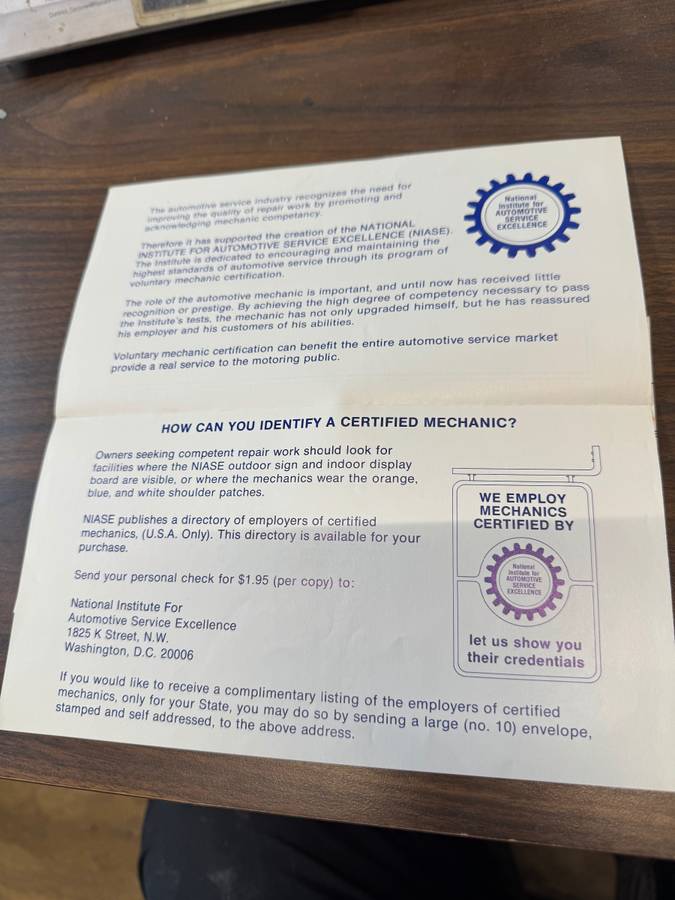 The automotive service industry recognizes the need for
improving the quality of repair work by promoting and
acknowledging mechanic competency.
National
Institute for
AUTOMOTIVE
SERVICE
EXCELLENCE
Therefore it has supported the creation of the NATIONAL
INSTITUTE FOR AUTOMOTIVE SERVICE EXCELLENCE (NIASE).
The Institute is dedicated to encouraging and maintaining the
highest standards of automotive service through its program of
voluntary mechanic certification.
The role of the automotive mechanic is important, and until now has received little
recognition or prestige. By achieving the high degree of competency necessary to pass
the Institute's tests, the mechanic has not only upgraded himself, but he has reassured
his employer and his customers of his abilities.
Voluntary mechanic certification can benefit the entire automotive service market
provide a real service to the motoring public.
HOW CAN YOU IDENTIFY A CERTIFIED MECHANIC?
Owners seeking competent repair work should look for
facilities where the NIASE outdoor sign and indoor display
board are visible, or where the mechanics wear the orange,
blue, and white shoulder patches.
NIASE publishes a directory of employers of certified
mechanics, (U.S.A. Only). This directory is available for your
purchase.
Send your personal check for $1.95 (per copy) to:
National Institute For
Automotive Service Excellence
1825 K Street, N.W.
Washington, D.C. 20006
WE EMPLOY
MECHANICS
CERTIFIED BY
National
Institute for
AUTOMOTIVE
SERVICE
EXCELLENCE
let us show you
their credentials
If you would like to receive a complimentary listing of the employers of certified
mechanics, only for your State, you may do so by sending a large (no. 10) envelope,
stamped and self addressed, to the above address.